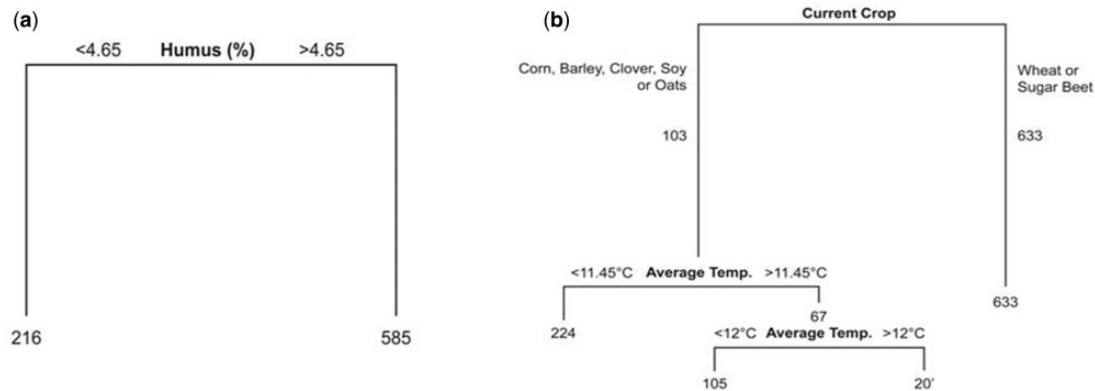 (a)
<4.65 Humus (%) >4.65
216
585
(b)
Current Crop
Corn, Barley, Clover, Soy
or Oats
103
Wheat or
Sugar Beet
633
<11.45°C Average Temp. >11.45°C
224
67
633
<12°C Average Temp. >12°C
105
20'